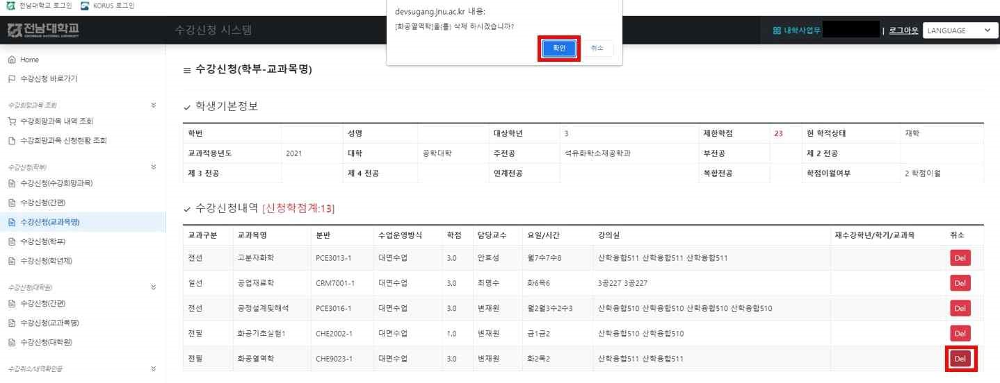 전남대학교 로그인 KORUS 로그인
devsugang.jnu.ac.kr 내용:
[화공열역학]을(를) 삭제 하시겠습니까?
확인 취소
전남대학교
CHONNAM NATIONAL UNIVERSITY
수강신청 시스템
내학사업무 | 로그아웃 LANGUAGE
Home
수강신청 바로가기
수강희망과목 조회
수강희망과목 내역 조회
수강희망과목 신청현황 조회
수강신청(학부)
수강신청(수강희망과목)
수강신청(간편)
수강신청(교과목명)
수강신청(학부)
수강신청(학년제)
수강신청(대학원)
수강신청(간편)
수강신청(교과목명)
수강신청(대학원)
수강취소/내역확인등
수강신청(학부-교과목명)
학생기본정보
학번 성명 대상학년 3 제한학점 23 현 학적상태 재학
교과적용년도 2021 대학 공학대학 주전공 석유화학소재공학과 부전공 제 2 전공
제 3 전공 제 4 전공 연계전공 복합전공 학점이월여부 2 학점이월
수강신청내역 [신청학점계:13]
교과구분 교과목명 분반 수업운영방식 학점 담당교수 요일/시간 강의실 재수강학년/학기/교과목 취소
전선 고분자화학 PCE3013-1 대면수업 3.0 안효성 월7수7수8 산학융합511 산학융합511 산학융합511 Del
일선 공업재료학 CRM7001-1 대면수업 3.0 최명수 화6목6 3공227 3공227 Del
전선 공정설계및해석 PCE3016-1 대면수업 3.0 변재원 월2월3수2수3 산학융합510 산학융합510 산학융합510 산학융합510 Del
전필 화공기초실험1 CHE2002-1 대면수업 1.0 변재원 금1금2 산학융합510 산학융합510 Del
전필 화공열역학 CHE9023-1 대면수업 3.0 변재원 화2목2 산학융합511 산학융합511 Del